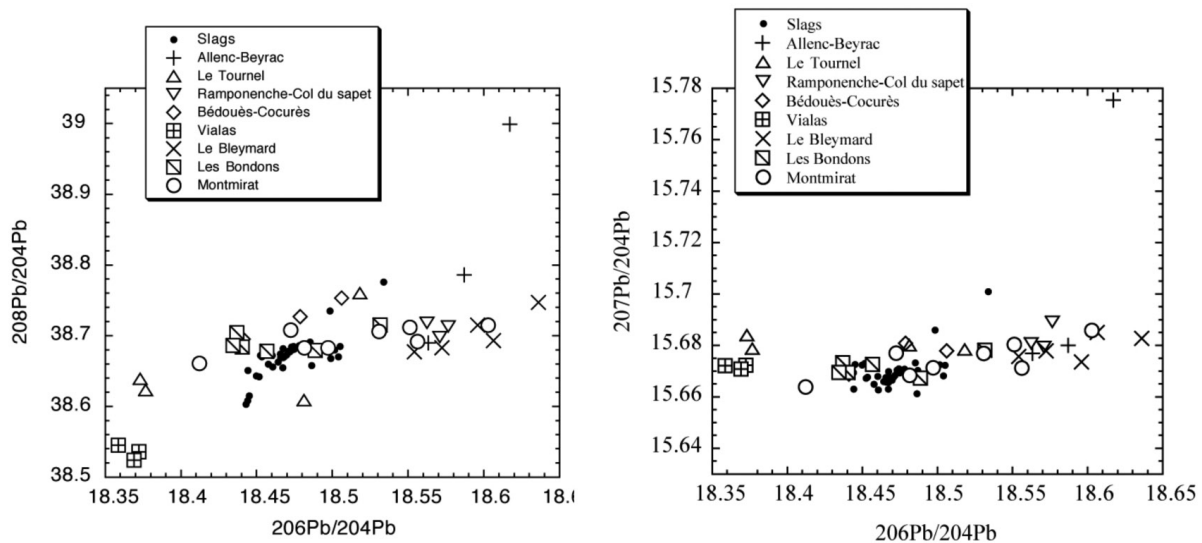 Slags
Allenc-Beyrac
Le Tournel
Ramponenche-Col du sapet
Bédouès-Cocurès
Vialas
Le Bleymard
Les Bondons
Montmirat
39
38.9
38.8
38.7
38.6
38.5
208Pb/204Pb
18.35
18.4
18.45
18.5
18.55
18.6
18.6
206Pb/204Pb
Slags
Allenc-Beyrac
Le Tournel
Ramponenche-Col du sapet
Bédouès-Cocurès
Vialas
Le Bleymard
Les Bondons
Montmirat
15.78
15.76
15.74
15.72
15.7
15.68
15.66
15.64
207Pb/204Pb
18.35
18.4
18.45
18.5
18.55
18.6
18.65
206Pb/204Pb